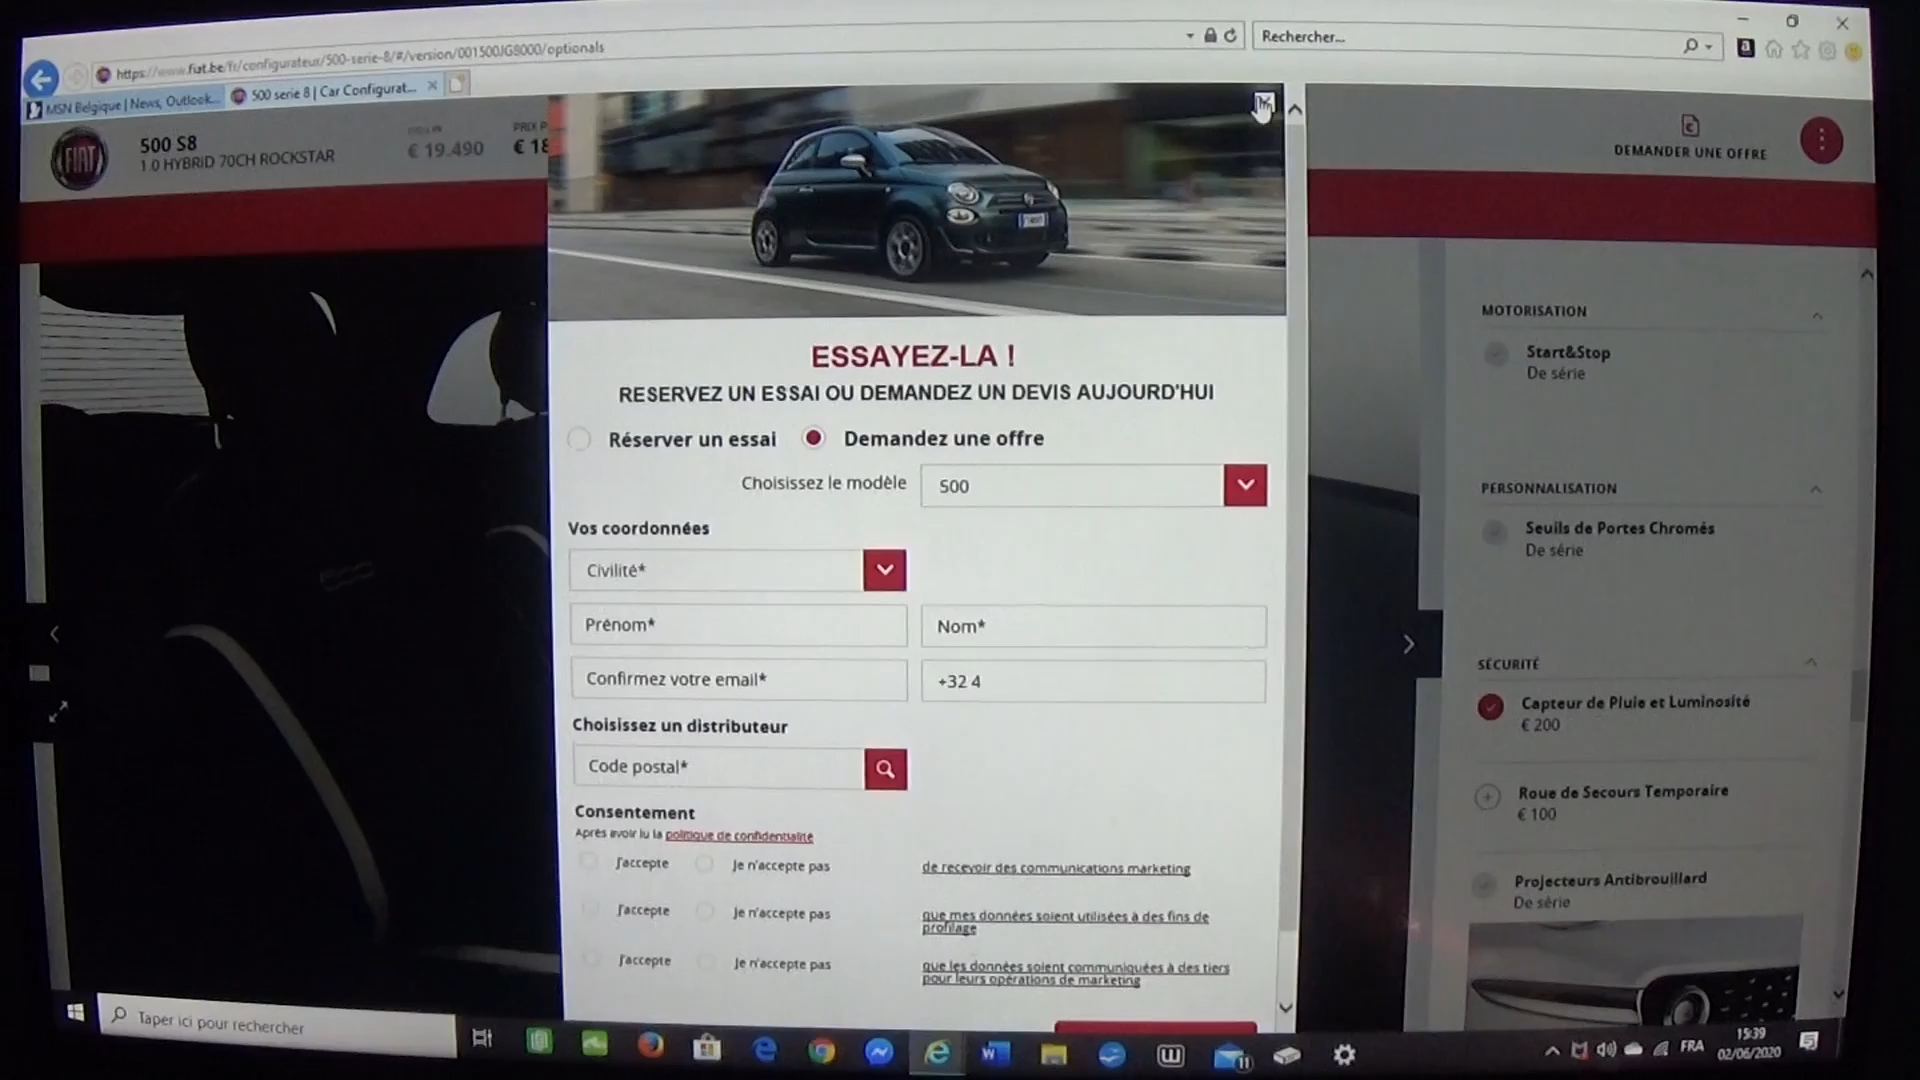 https://www.fiat.be/fr/configurateur/500-serie-8/#/version/001500JG8000/optionals
Rechercher...
MSN Belgique | News, Outlook...
500 serie 8 | Car Configurat...
FIAT
500 S8
1.0 HYBRID 70CH ROCKSTAR
€ 19.490
PRIX P
€ 18
DEMANDER UNE OFFRE
ESSAYEZ-LA !
RESERVEZ UN ESSAI OU DEMANDEZ UN DEVIS AUJOURD'HUI
Réserver un essai
Demandez une offre
Choisissez le modèle
500
Vos coordonnées
Civilité*
Prénom*
Nom*
Confirmez votre email*
+32 4
Choisissez un distributeur
Code postal*
Consentement
Après avoir lu la politique de confidentialité
J'accepte
Je n'accepte pas
de recevoir des communications marketing
J'accepte
Je n'accepte pas
que mes données soient utilisées à des fins de
profilage
J'accepte
Je n'accepte pas
que les données soient communiquées à des tiers
pour leurs opérations de marketing
MOTORISATION
Start&Stop
De série
PERSONNALISATION
Seuils de Portes Chromés
De série
SÉCURITÉ
Capteur de Pluie et Luminosité
€ 200
Roue de Secours Temporaire
€ 100
Projecteurs Antibrouillard
De série
Taper ici pour rechercher
11
FRA
15:39
02/06/2020